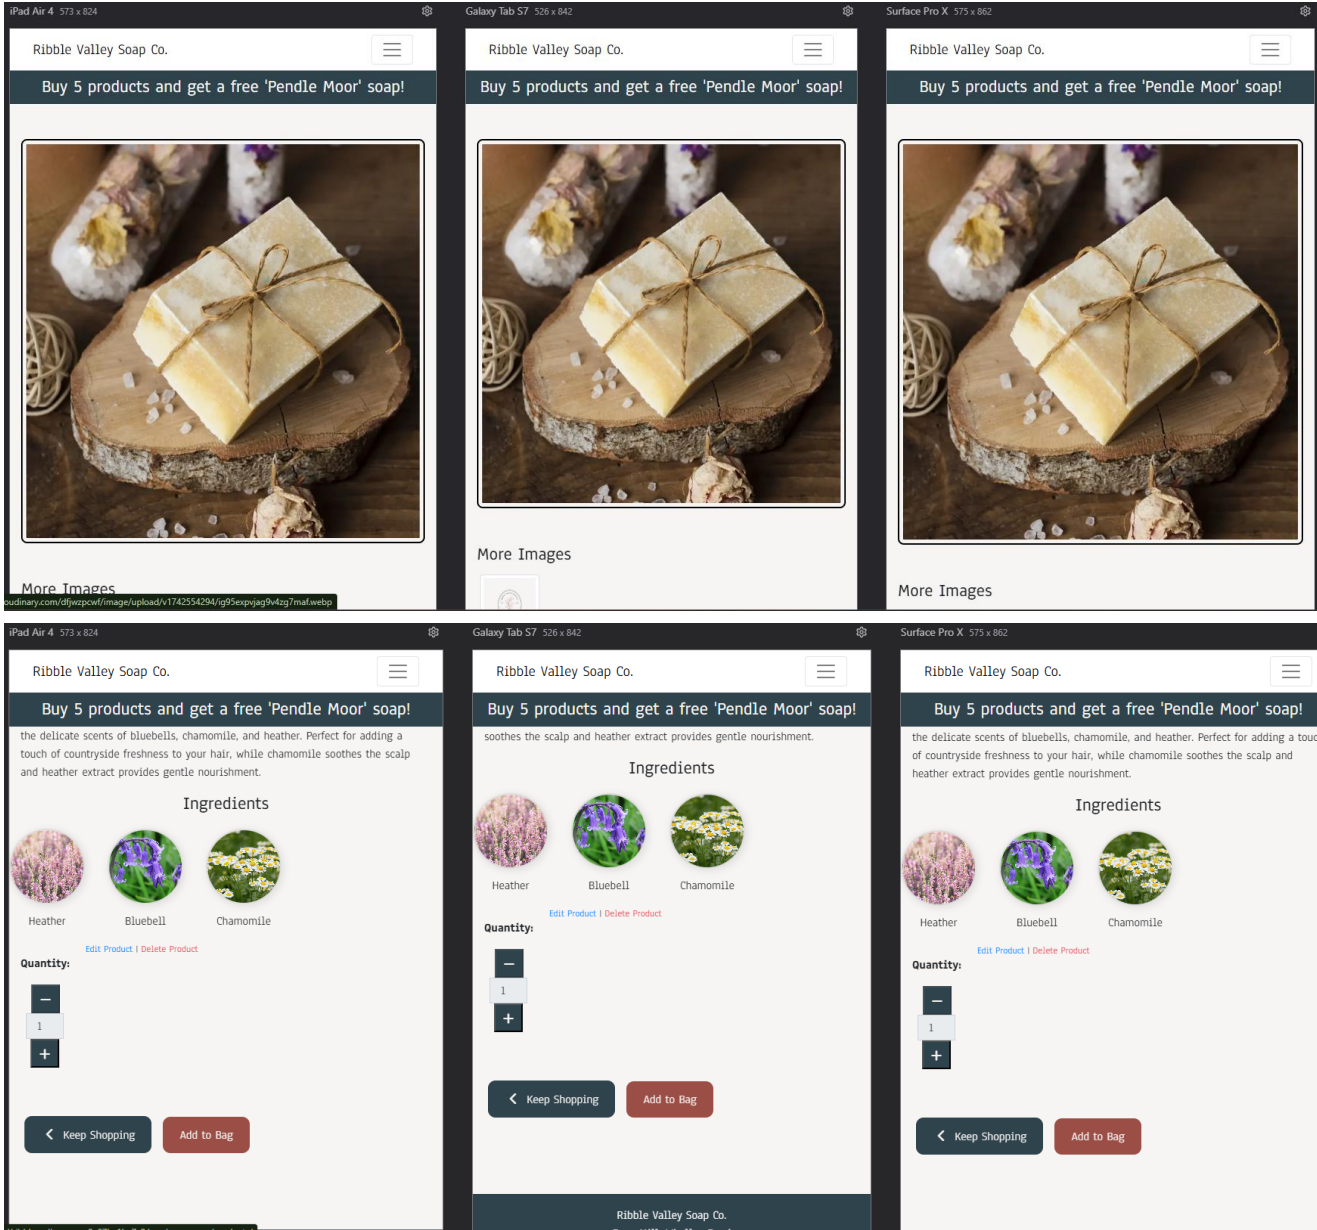 iPad Air 4 573 x 824
Galaxy Tab S7 526 x 842
Surface Pro X 575 x 862
Ribble Valley Soap Co.
Ribble Valley Soap Co.
Ribble Valley Soap Co.
Buy 5 products and get a free 'Pendle Moor' soap!
Buy 5 products and get a free 'Pendle Moor' soap!
Buy 5 products and get a free 'Pendle Moor' soap!
More Images
More Images
More Images
oudinary.com/dfjwzpcwf/image/upload/v1742554294/ig95expvjag9v4zg7maf.webp
iPad Air 4 573 x 824
Galaxy Tab S7 526 x 842
Surface Pro X 575 x 862
Ribble Valley Soap Co.
Ribble Valley Soap Co.
Ribble Valley Soap Co.
Buy 5 products and get a free 'Pendle Moor' soap!
Buy 5 products and get a free 'Pendle Moor' soap!
Buy 5 products and get a free 'Pendle Moor' soap!
the delicate scents of bluebells, chamomile, and heather. Perfect for adding a
touch of countryside freshness to your hair, while chamomile soothes the scalp
and heather extract provides gentle nourishment.
Ingredients
Heather Bluebell Chamomile
Edit Product | Delete Product
Quantity:
−
1
+
Keep Shopping Add to Bag
soothes the scalp and heather extract provides gentle nourishment.
Ingredients
Heather Bluebell Chamomile
Edit Product | Delete Product
Quantity:
−
1
+
Keep Shopping Add to Bag
Ribble Valley Soap Co.
the delicate scents of bluebells, chamomile, and heather. Perfect for adding a touc
of countryside freshness to your hair, while chamomile soothes the scalp and
heather extract provides gentle nourishment.
Ingredients
Heather Bluebell Chamomile
Edit Product | Delete Product
Quantity:
−
1
+
Keep Shopping Add to Bag